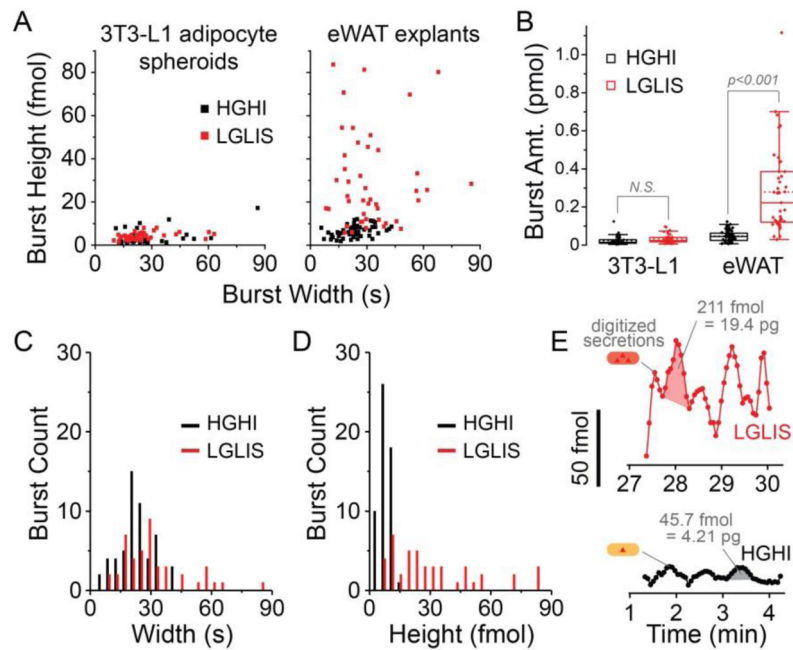 A
3T3-L1 adipocyte
spheroids
eWAT explants
Burst Height (fmol)
80
60
40
20
0
HGHI
LGLIS
0 30 60 90
0 30 60 90
Burst Width (s)
B
Burst Amt. (pmol)
1.0
0.8
0.6
0.4
0.2
0
HGHI
LGLIS
p<0.001
N.S.
3T3-L1
eWAT
C
Burst Count
30
20
10
0
HGHI
LGLIS
0 30 60 90
Width (s)
D
Burst Count
30
20
10
0
HGHI
LGLIS
0 30 60 90
Height (fmol)
E
211 fmol
= 19.4 pg
digitized
secretions
50 fmol
LGLIS
27 28 29 30
45.7 fmol
= 4.21 pg
HGHI
1 2 3 4
Time (min)